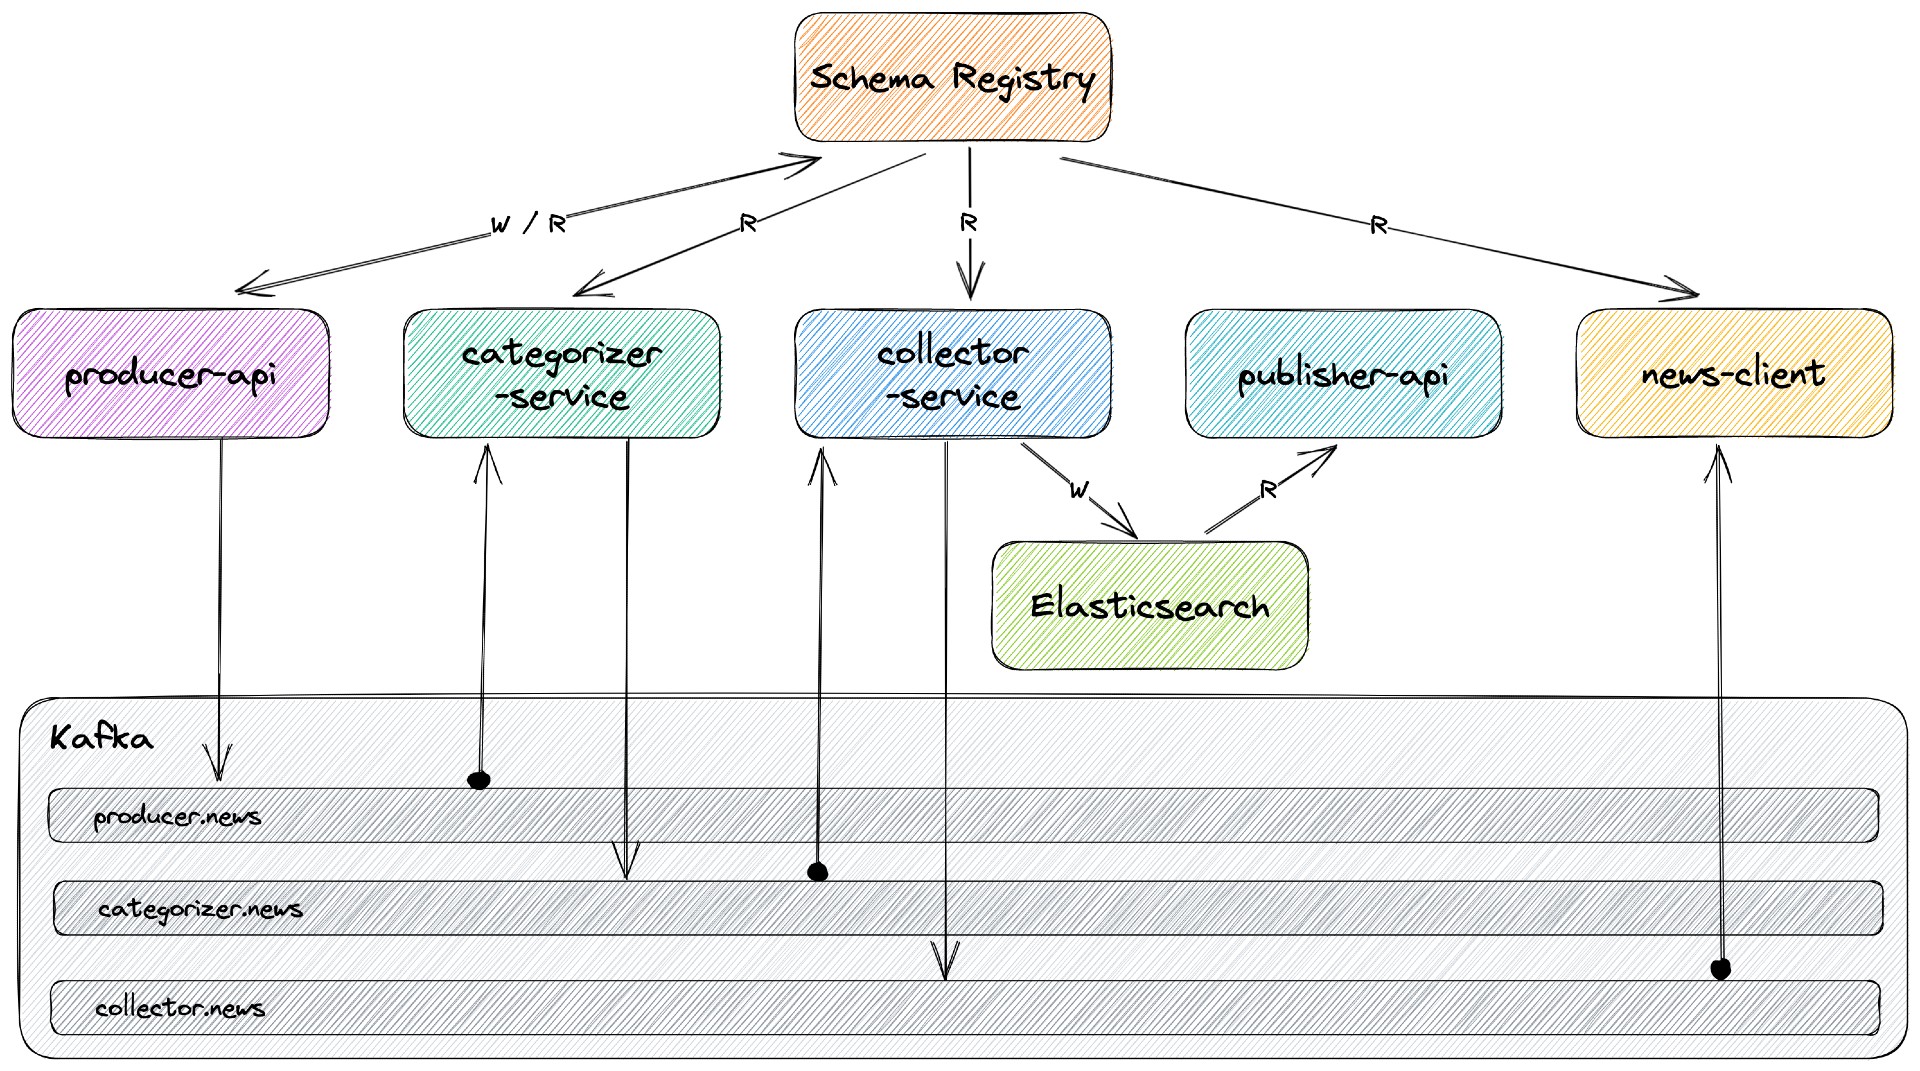 Schema Registry
W / R
R
R
R
producer-api
categorizer
-service
collector
-service
publisher-api
news-client
W
R
Elasticsearch
Kafka
producer.news
categorizer.news
collector.news